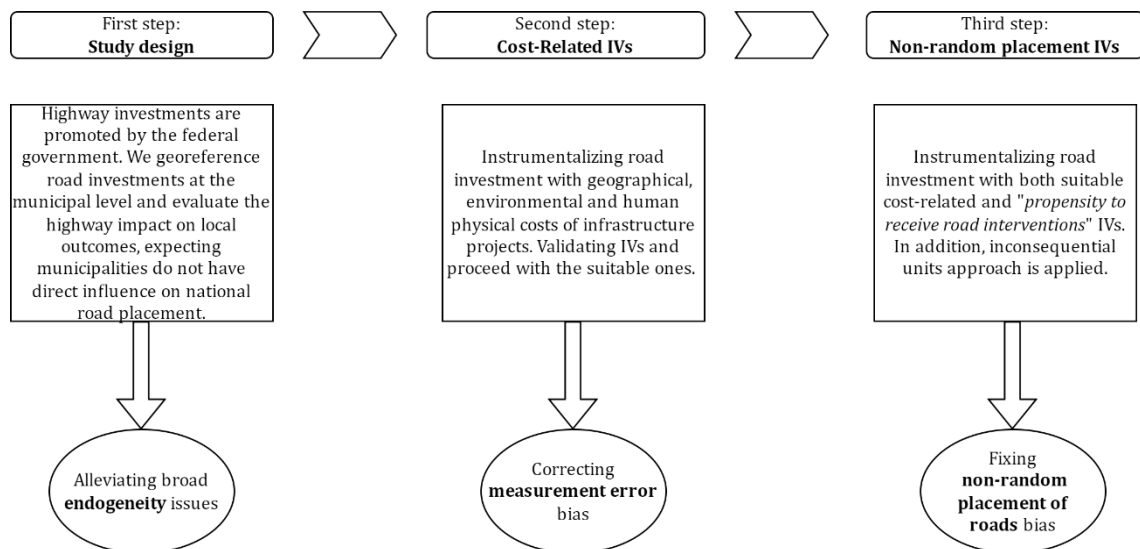 First step:
Study design
Second step:
Cost-Related IVs
Third step:
Non-random placement IVs
Highway investments are
promoted by the federal
government. We georeference
road investments at the
municipal level and evaluate the
highway impact on local
outcomes, expecting
municipalities do not have
direct influence on national
road placement.
Instrumentalizing road
investment with geographical,
environmental and human
physical costs of infrastructure
projects. Validating IVs and
proceed with the suitable ones.
Instrumentalizing road
investment with both suitable
cost-related and "propensity to
receive road interventions" IVs.
In addition, inconsequential
units approach is applied.
Alleviating broad
endogeneity issues
Correcting
measurement error
bias
Fixing
non-random
placement of
roads bias